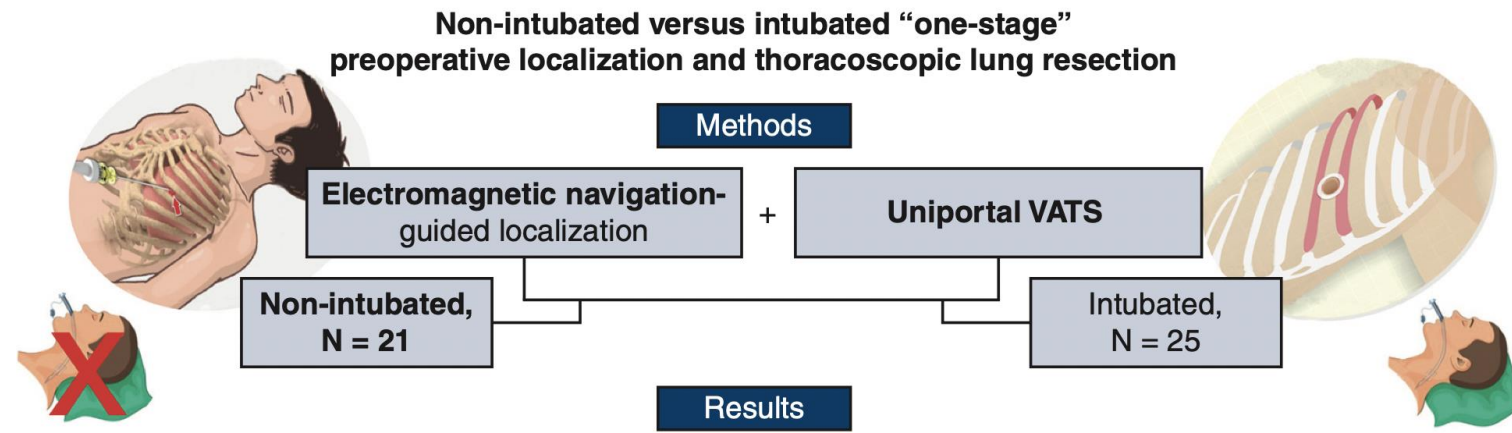 Non-intubated versus intubated “one-stage”
preoperative localization and thoracoscopic lung resection
Methods
Electromagnetic navigation-
guided localization
+
Uniportal VATS
Non-intubated,
N = 21
Intubated,
N = 25
Results